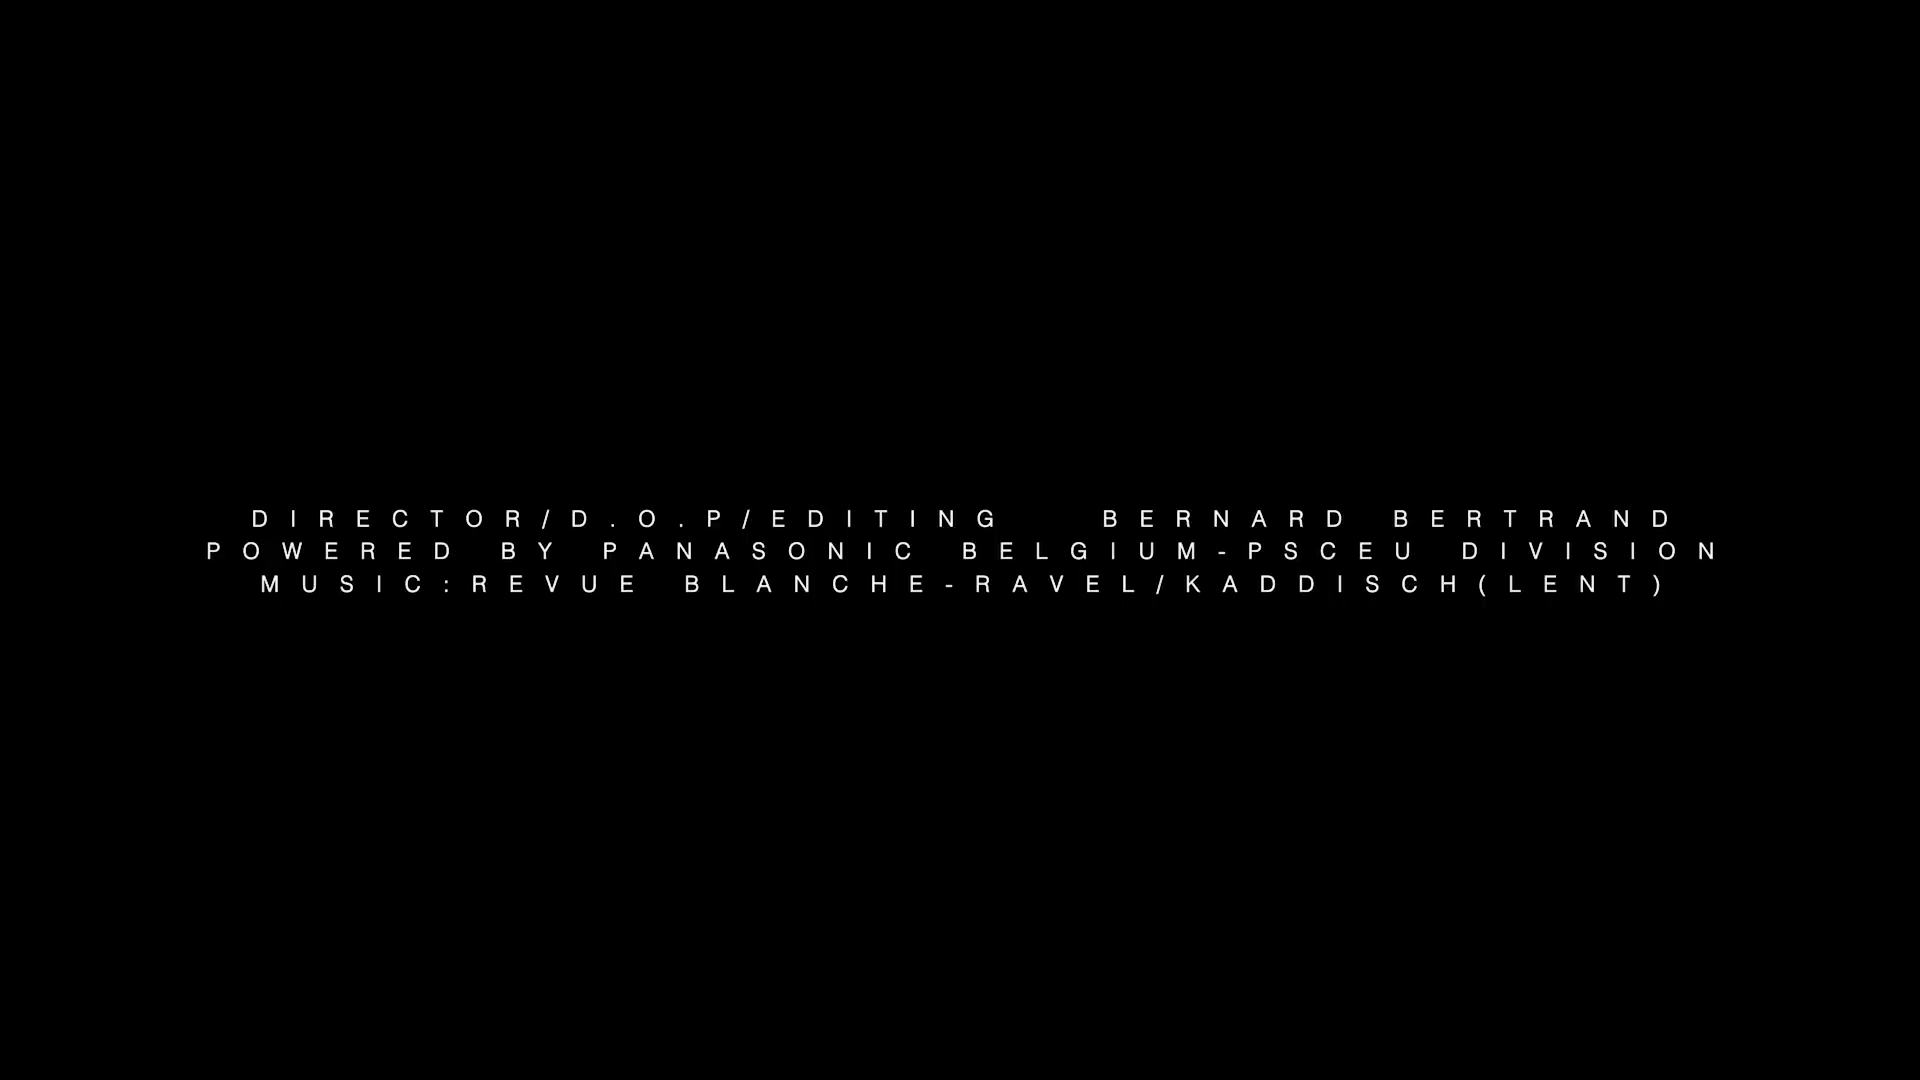 DIRECTOR/D.O.P/EDITING   BERNARD BERTRAND
POWERED BY PANASONIC BELGIUM-PSCEU DIVISION
MUSIC:REVUE BLANCHE-RAVEL/KADDISCH(LENT)